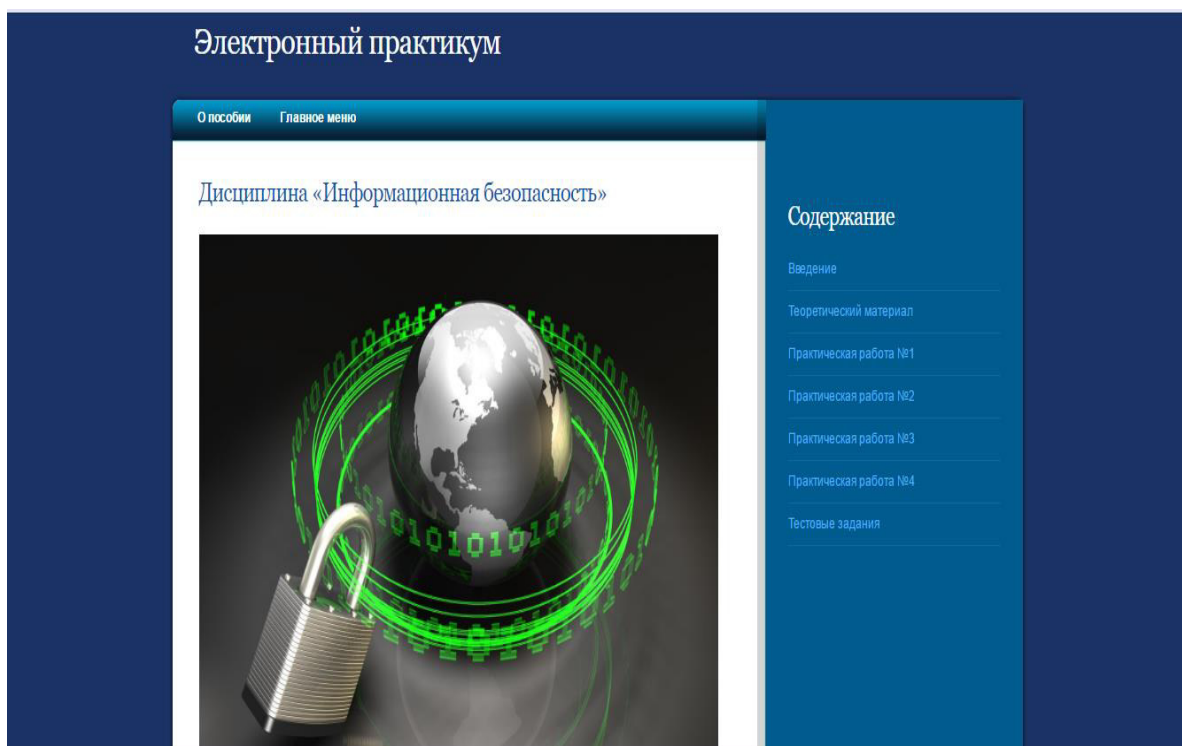 Электронный практикум
О пособии Главное меню
Дисциплина «Информационная безопасность»
Содержание
Введение
Теоретический материал
Практическая работа №1
Практическая работа №2
Практическая работа №3
Практическая работа №4
Тестовые задания